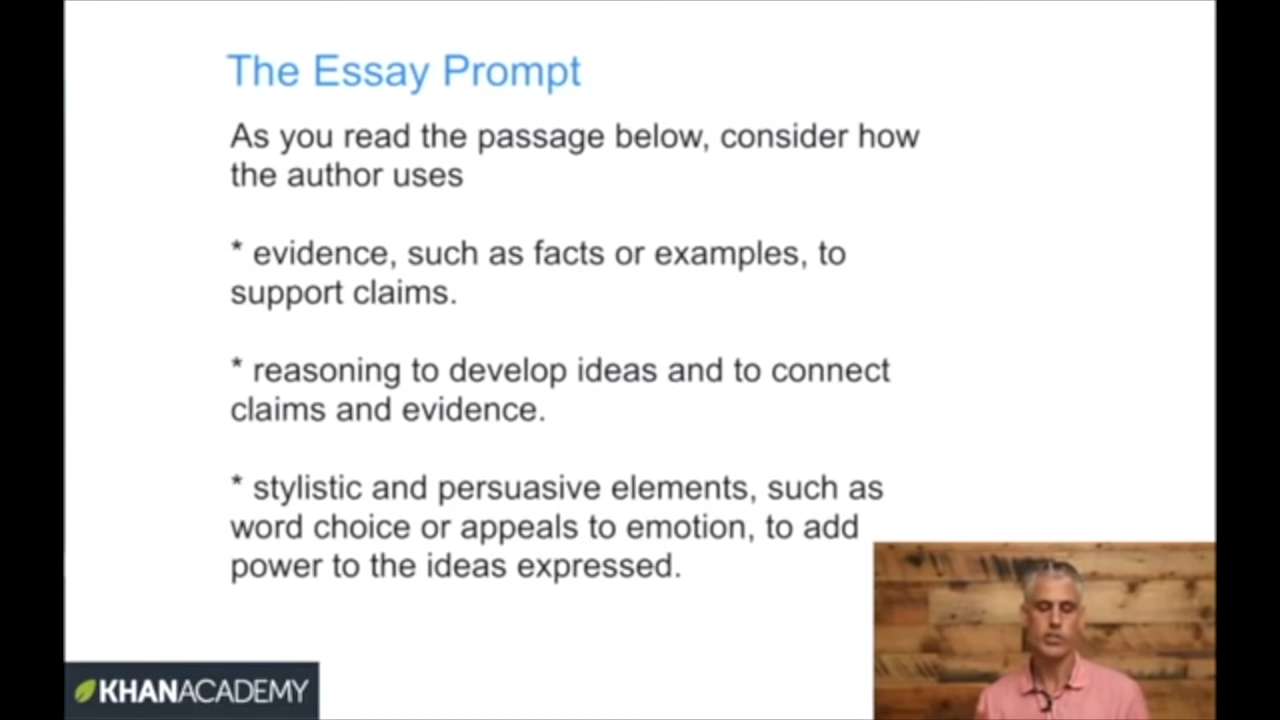 The Essay Prompt
As you read the passage below, consider how
the author uses
* evidence, such as facts or examples, to
support claims.
* reasoning to develop ideas and to connect
claims and evidence.
* stylistic and persuasive elements, such as
word choice or appeals to emotion, to add
power to the ideas expressed.
KHANACADEMY